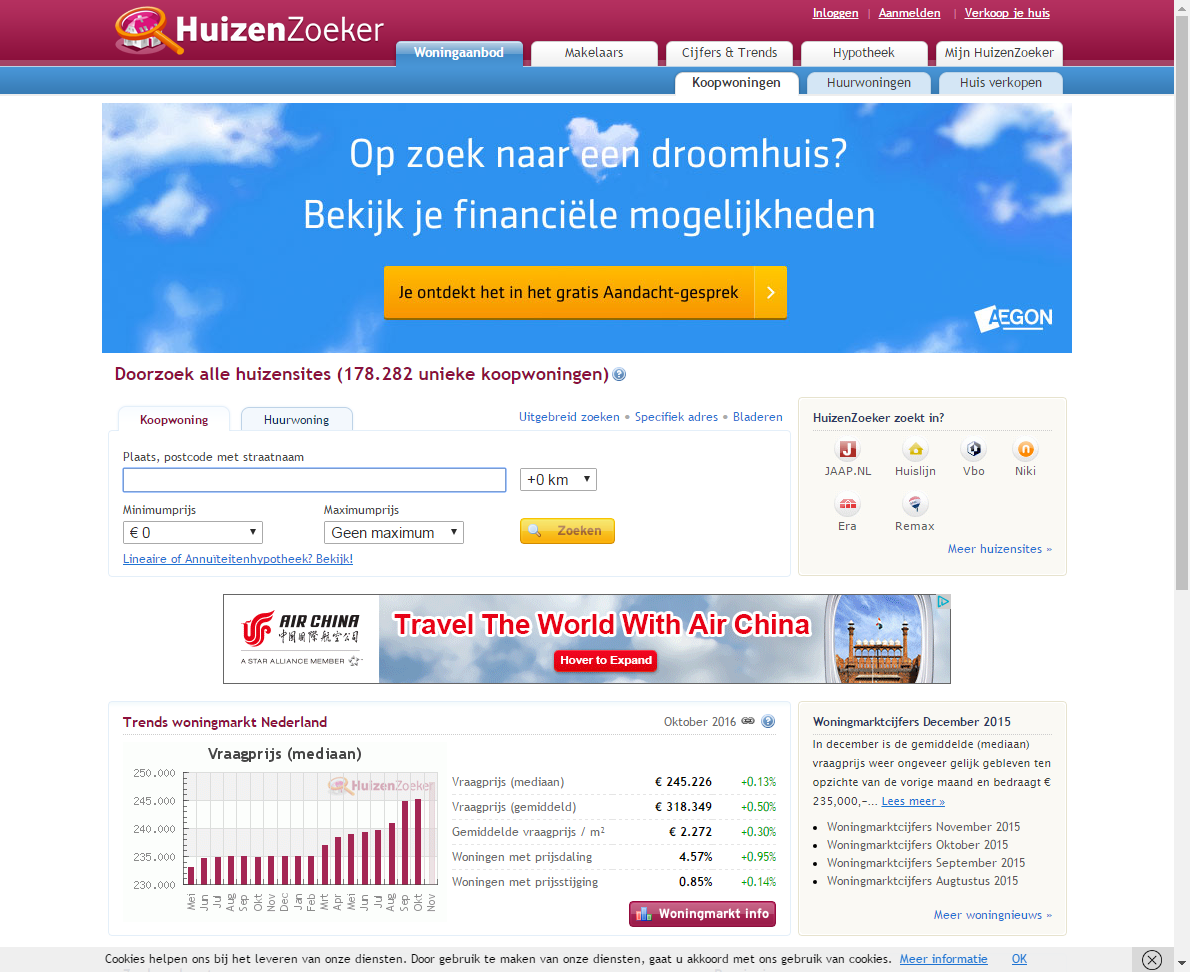 Inloggen | Aanmelden | Verkoop je huis
HuizenZoeker
Woningaanbod Makelaars Cijfers & Trends Hypotheek Mijn HuizenZoeker
Koopwoningen Huurwoningen Huis verkopen
Op zoek naar een droomhuis?
Bekijk je financiële mogelijkheden
Je ontdekt het in het gratis Aandacht-gesprek
AEGON
Doorzoek alle huizensites (178.282 unieke koopwoningen)
Koopwoning Huurwoning
Uitgebreid zoeken • Specifiek adres • Bladeren
Plaats, postcode met straatnaam
+0 km
Minimumprijs Maximumprijs
€ 0 Geen maximum Zoeken
Lineaire of Annuïteitenhypotheek? Bekijk!
HuizenZoeker zoekt in?
JAAP.NL Huislijn Vbo Niki
Era Remax
Meer huizensites »
AIR CHINA
中国国際航空公司
A STAR ALLIANCE MEMBER
Travel The World With Air China
Hover to Expand
Trends woningmarkt Nederland Oktober 2016
Vraagprijs (mediaan)
HuizenZoeker
250.000
245.000
240.000
235.000
230.000
Mei Jun Jul Aug Sep Okt Nov Dec Jan Feb Mrt Apr Mei Jun Jul Aug Sep Okt Nov
Vraagprijs (mediaan) € 245.226 +0.13%
Vraagprijs (gemiddeld) € 318.349 +0.50%
Gemiddelde vraagprijs / m² € 2.272 +0.30%
Woningen met prijsdaling 4.57% +0.95%
Woningen met prijsstijging 0.85% +0.14%
Woningmarkt info
Woningmarktcijfers December 2015
In december is de gemiddelde (mediaan)
vraagprijs weer ongeveer gelijk gebleven ten
opzichte van de vorige maand en bedraagt €
235,000,-... Lees meer »
• Woningmarktcijfers November 2015
• Woningmarktcijfers Oktober 2015
• Woningmarktcijfers September 2015
• Woningmarktcijfers Augtustus 2015
Meer woningnieuws »
Cookies helpen ons bij het leveren van onze diensten. Door gebruik te maken van onze diensten, gaat u akkoord met ons gebruik van cookies. Meer informatie OK